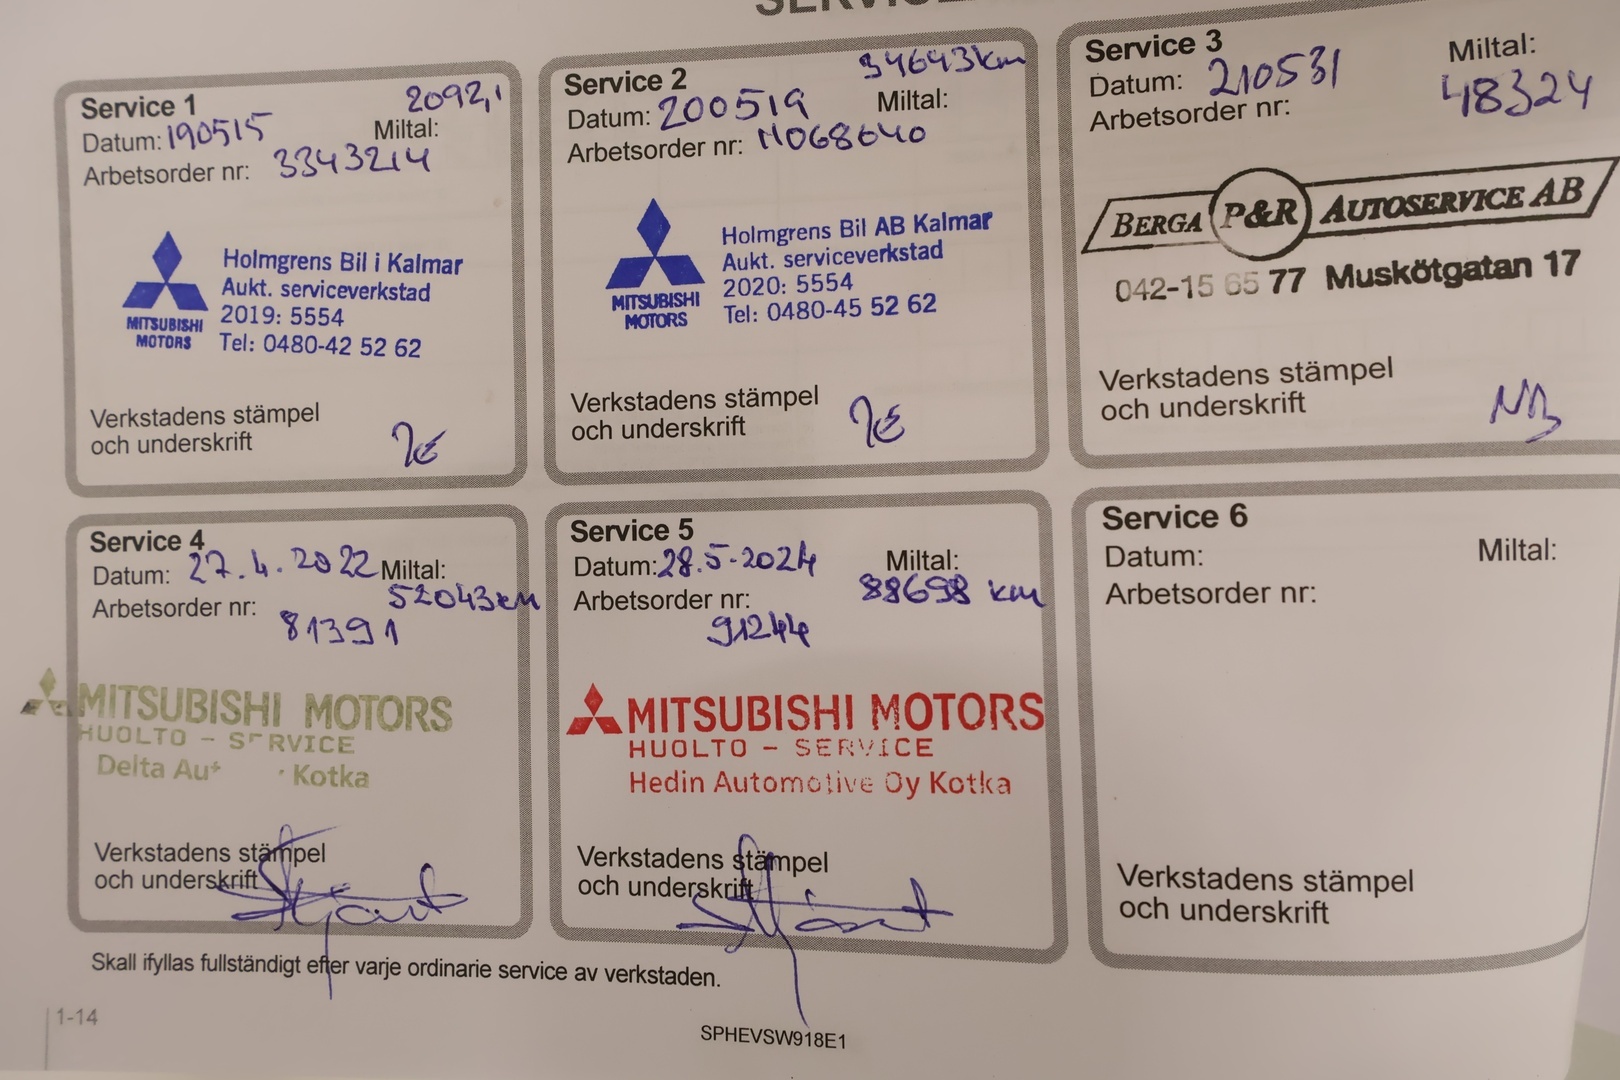 Service 1
2092,1
Datum: 190515 Miltal:
Arbetsorder nr: 3343214
MITSUBISHI
MOTORS
Holmgrens Bil i Kalmar
Aukt. serviceverkstad
2019: 5554
Tel: 0480-42 52 62
Verkstadens stämpel
och underskrift
Service 2
34643km
Datum: 200519 Miltal:
Arbetsorder nr: M068640
MITSUBISHI
MOTORS
Holmgrens Bil AB Kalmar
Aukt. serviceverkstad
2020: 5554
Tel: 0480-45 52 62
Verkstadens stämpel
och underskrift
Service 3
Datum: 210531 Miltal:
48324
Arbetsorder nr:
BERGA P&R AUTOSERVICE AB
042-15 65 77 Muskötgatan 17
Verkstadens stämpel
och underskrift
Service 4
Datum: 27.4.2022 Miltal:
52043km
Arbetsorder nr:
81391
MITSUBISHI MOTORS
HUOLTO - SERVICE
Delta Kotka
Verkstadens stämpel
och underskrift
Service 5
Datum: 28.5-2024 Miltal:
88698 km
Arbetsorder nr:
91244
MITSUBISHI MOTORS
HUOLTO - SERVICE
Hedin Automotive Oy Kotka
Verkstadens stämpel
och underskrift
Service 6
Datum: Miltal:
Arbetsorder nr:
Verkstadens stämpel
och underskrift
Skall ifyllas fullständigt efter varje ordinarie service av verkstaden.
1-14
SPHEVSW918E1